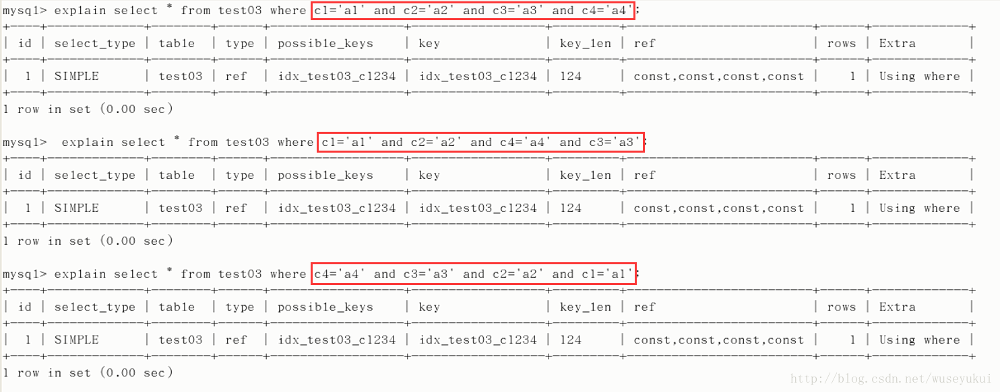 mysql> explain select * from test03 where c1='a1' and c2='a2' and c3='a3' and c4='a4';
+----+-------------+--------+------+------------------+------------------+---------+-------------------------+------+-------------+
| id | select_type | table | type | possible_keys | key | key_len | ref | rows | Extra |
+----+-------------+--------+------+------------------+------------------+---------+-------------------------+------+-------------+
| 1 | SIMPLE | test03 | ref | idx_test03_c1234 | idx_test03_c1234 | 124 | const,const,const,const | 1 | Using where |
+----+-------------+--------+------+------------------+------------------+---------+-------------------------+------+-------------+
1 row in set (0.00 sec)
mysql> explain select * from test03 where c1='a1' and c2='a2' and c4='a4' and c3='a3';
+----+-------------+--------+------+------------------+------------------+---------+-------------------------+------+-------------+
| id | select_type | table | type | possible_keys | key | key_len | ref | rows | Extra |
+----+-------------+--------+------+------------------+------------------+---------+-------------------------+------+-------------+
| 1 | SIMPLE | test03 | ref | idx_test03_c1234 | idx_test03_c1234 | 124 | const,const,const,const | 1 | Using where |
+----+-------------+--------+------+------------------+------------------+---------+-------------------------+------+-------------+
1 row in set (0.00 sec)
mysql> explain select * from test03 where c4='a4' and c3='a3' and c2='a2' and c1='a1';
+----+-------------+--------+------+------------------+------------------+---------+-------------------------+------+-------------+
| id | select_type | table | type | possible_keys | key | key_len | ref | rows | Extra |
+----+-------------+--------+------+------------------+------------------+---------+-------------------------+------+-------------+
| 1 | SIMPLE | test03 | ref | idx_test03_c1234 | idx_test03_c1234 | 124 | const,const,const,const | 1 | Using where |
+----+-------------+--------+------+------------------+------------------+---------+-------------------------+------+-------------+
1 row in set (0.00 sec)
http://blog.csdn.net/wuseyukui